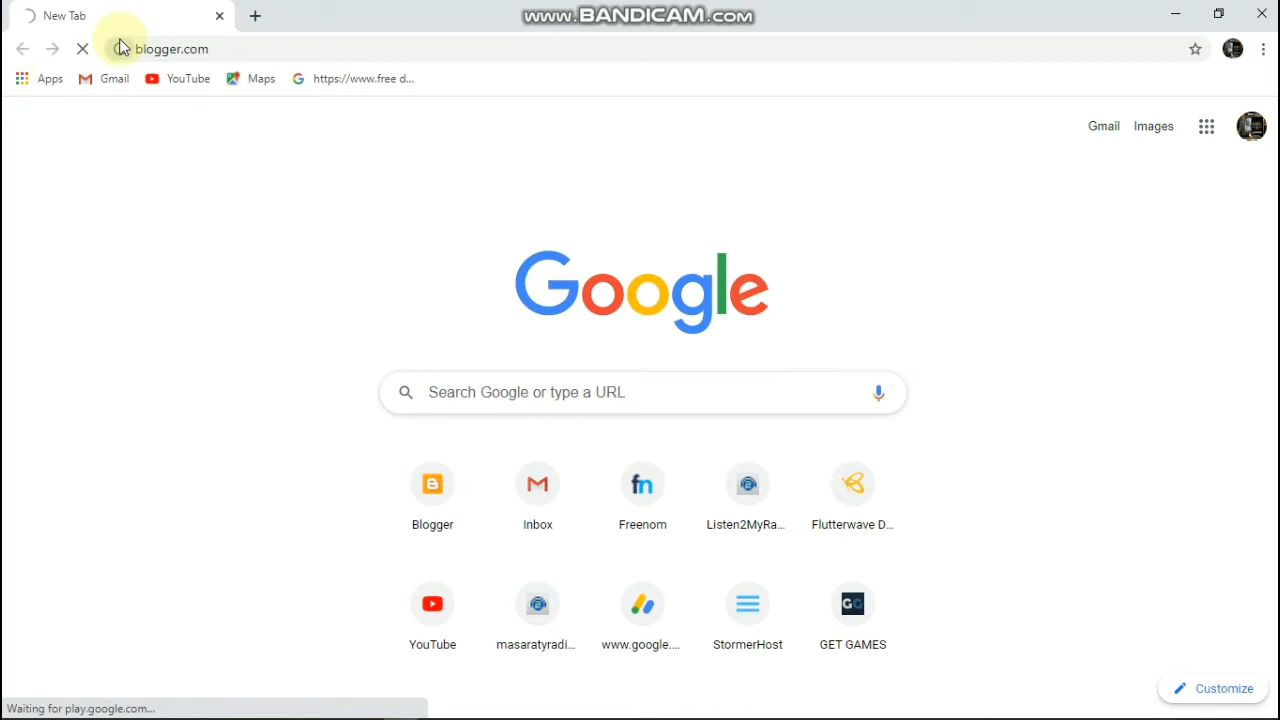 New Tab
www.BANDICAM.com
blogger.com
Apps
Gmail
YouTube
Maps
https://www.free d...
Gmail
Images
Google
Search Google or type a URL
Blogger
Inbox
fn
Freenom
Listen2MyRa...
Flutterwave D...
YouTube
masaratyradi...
www.google....
StormerHost
GG
GET GAMES
Customize
Waiting for play.google.com...